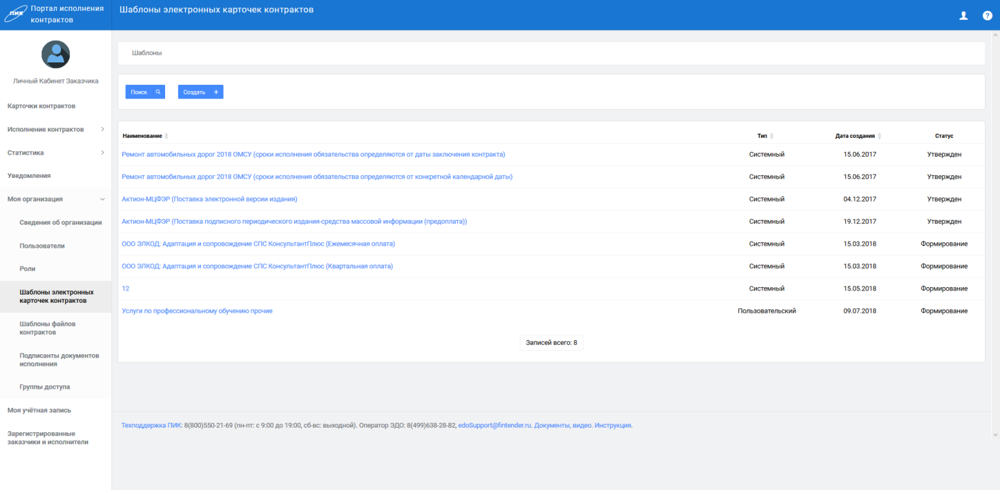 ПИК
Портал исполнения
контрактов
Шаблоны электронных карточек контрактов
Личный Кабинет Заказчика
Карточки контрактов
Исполнение контрактов
Статистика
Уведомления
Моя организация
Сведения об организации
Пользователи
Роли
Шаблоны электронных
карточек контрактов
Шаблоны файлов
контрактов
Подписанты документов
исполнения
Группы доступа
Моя учётная запись
Зарегистрированные
заказчики и исполнители
Шаблоны
Поиск Создать +
Наименование Тип Дата создания Статус
Ремонт автомобильных дорог 2018 ОМСУ (сроки исполнения обязательства определяются от даты заключения контракта) Системный 15.06.2017 Утвержден
Ремонт автомобильных дорог 2018 ОМСУ (сроки исполнения обязательства определяются от конкретной календарной даты) Системный 15.06.2017 Утвержден
Актион-МЦФЭР (Поставка электронной версии издания) Системный 04.12.2017 Утвержден
Актион-МЦФЭР (Поставка подписного периодического издания-средства массовой информации (предоплата)) Системный 19.12.2017 Утвержден
ООО ЭЛКОД: Адаптация и сопровождение СПС КонсультантПлюс (Ежемесячная оплата) Системный 15.03.2018 Формирование
ООО ЭЛКОД: Адаптация и сопровождение СПС КонсультантПлюс (Квартальная оплата) Системный 15.03.2018 Формирование
12 Системный 15.05.2018 Формирование
Услуги по профессиональному обучению прочие Пользовательский 09.07.2018 Формирование
Записей всего: 8
Техподдержка ПИК: 8(800)550-21-69 (пн-пт: с 9:00 до 19:00, сб-вс: выходной). Оператор ЭДО: 8(499)638-28-82, edoSupport@fintender.ru. Документы, видео. Инструкция.